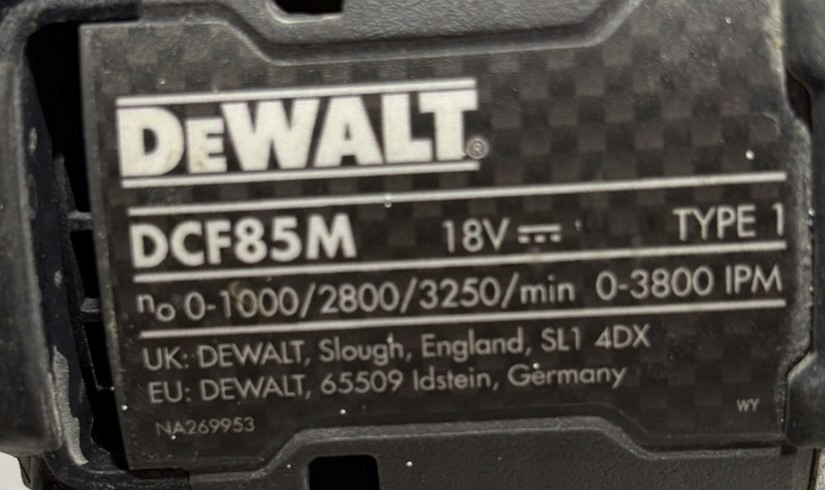 DEWALT®
DCF85M 18V TYPE 1
n₀ 0-1000/2800/3250/min 0-3800 IPM
UK: DEWALT, Slough, England, SL1 4DX
EU: DEWALT, 65509 Idstein, Germany
WY
NA269953